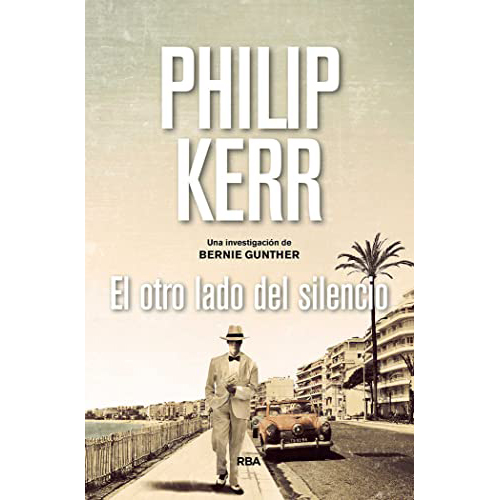 PHILIP
KERR
Una investigación de
BERNIE GUNTHER
El otro lado del silencio
RBA